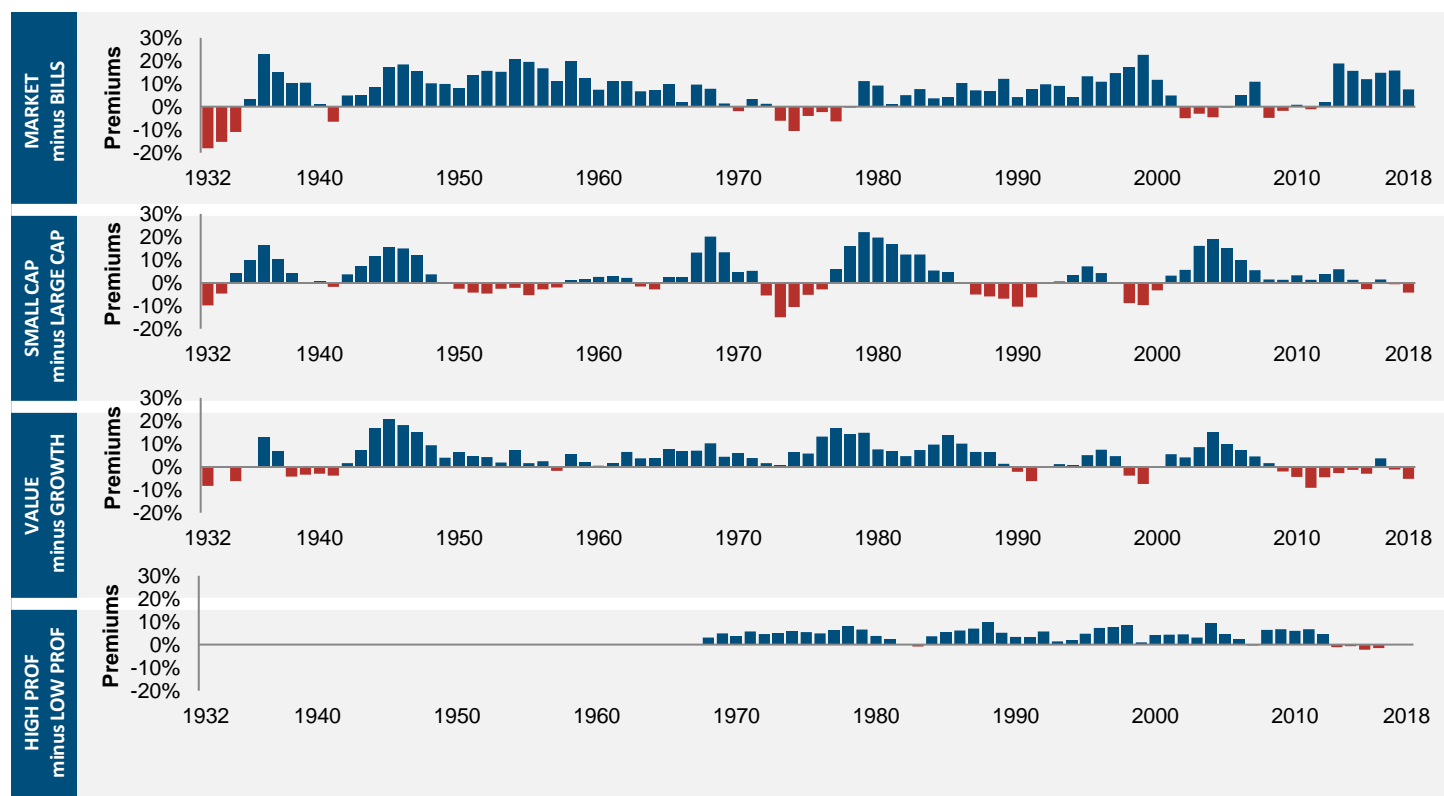 MARKET
minus BILLS
Premiums
30%
20%
10%
0%
-10%
-20%
1932 1940 1950 1960 1970 1980 1990 2000 2010 2018
SMALL CAP
minus LARGE CAP
Premiums
30%
20%
10%
0%
-10%
-20%
1932 1940 1950 1960 1970 1980 1990 2000 2010 2018
VALUE
minus GROWTH
Premiums
30%
20%
10%
0%
-10%
-20%
1932 1940 1950 1960 1970 1980 1990 2000 2010 2018
HIGH PROF
minus LOW PROF
Premiums
30%
20%
10%
0%
-10%
-20%
1932 1940 1950 1960 1970 1980 1990 2000 2010 2018